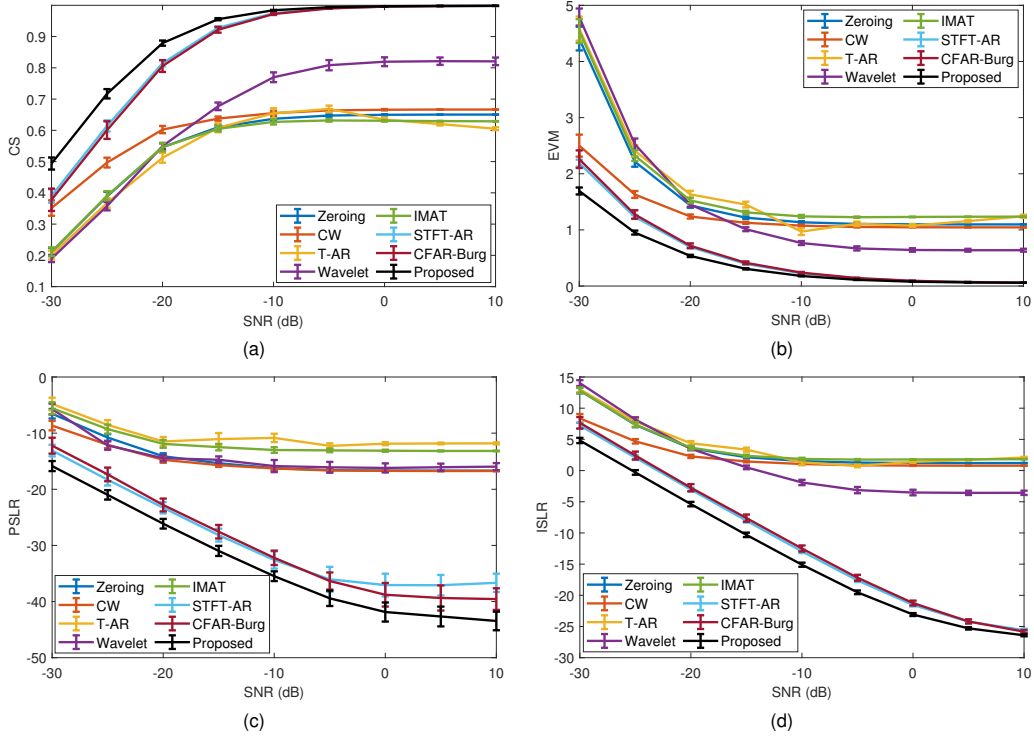 0.9
0.8
0.7
0.6
0.5
0.4
0.3
0.2
0.1
CS
-30 -20 -10 0 10
SNR (dB)
Zeroing IMAT
CW STFT-AR
T-AR CFAR-Burg
Wavelet Proposed
(a)
5
4
3
2
1
0
EVM
-30 -20 -10 0 10
SNR (dB)
Zeroing IMAT
CW STFT-AR
T-AR CFAR-Burg
Wavelet Proposed
(b)
0
-10
-20
-30
-40
-50
PSLR
-30 -20 -10 0 10
SNR (dB)
Zeroing IMAT
CW STFT-AR
T-AR CFAR-Burg
Wavelet Proposed
(c)
15
10
5
0
-5
-10
-15
-20
-25
-30
ISLR
-30 -20 -10 0 10
SNR (dB)
Zeroing IMAT
CW STFT-AR
T-AR CFAR-Burg
Wavelet Proposed
(d)